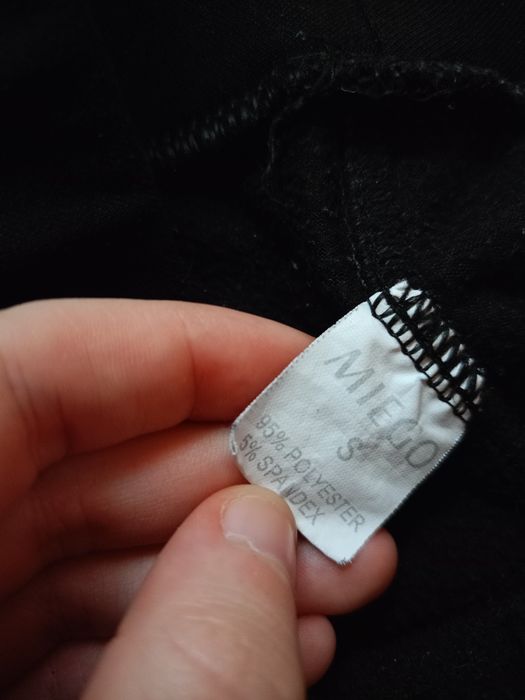 MIEGO
S
95% POLYESTER
5% SPANDEX